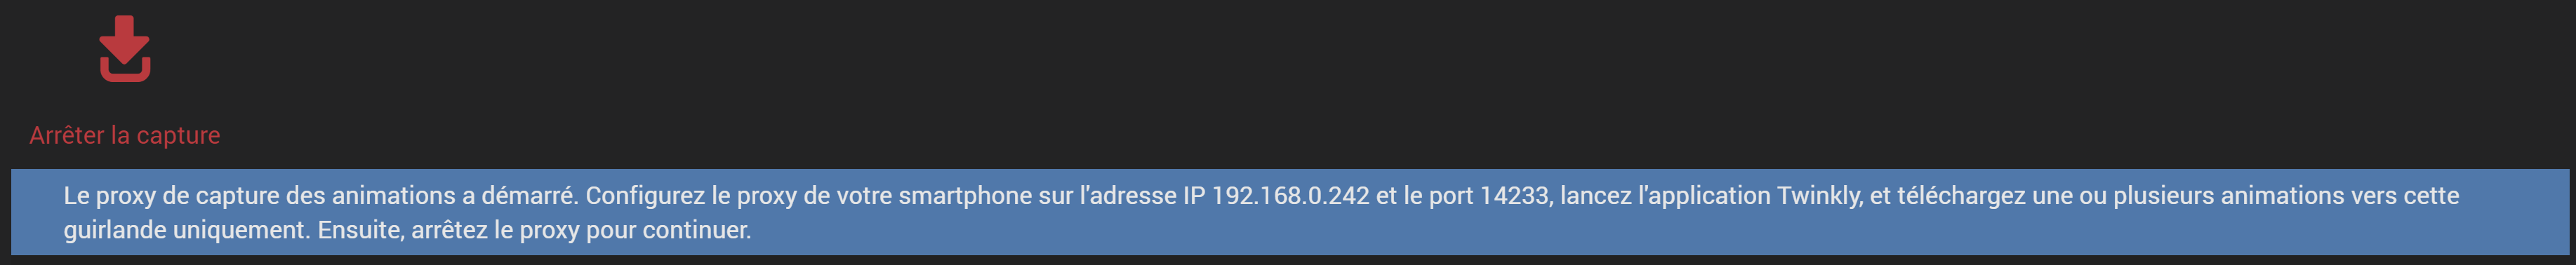 Arrêter la capture
Le proxy de capture des animations a démarré. Configurez le proxy de votre smartphone sur l'adresse IP 192.168.0.242 et le port 14233, lancez l'application Twinkly, et téléchargez une ou plusieurs animations vers cette
guirlande uniquement. Ensuite, arrêtez le proxy pour continuer.